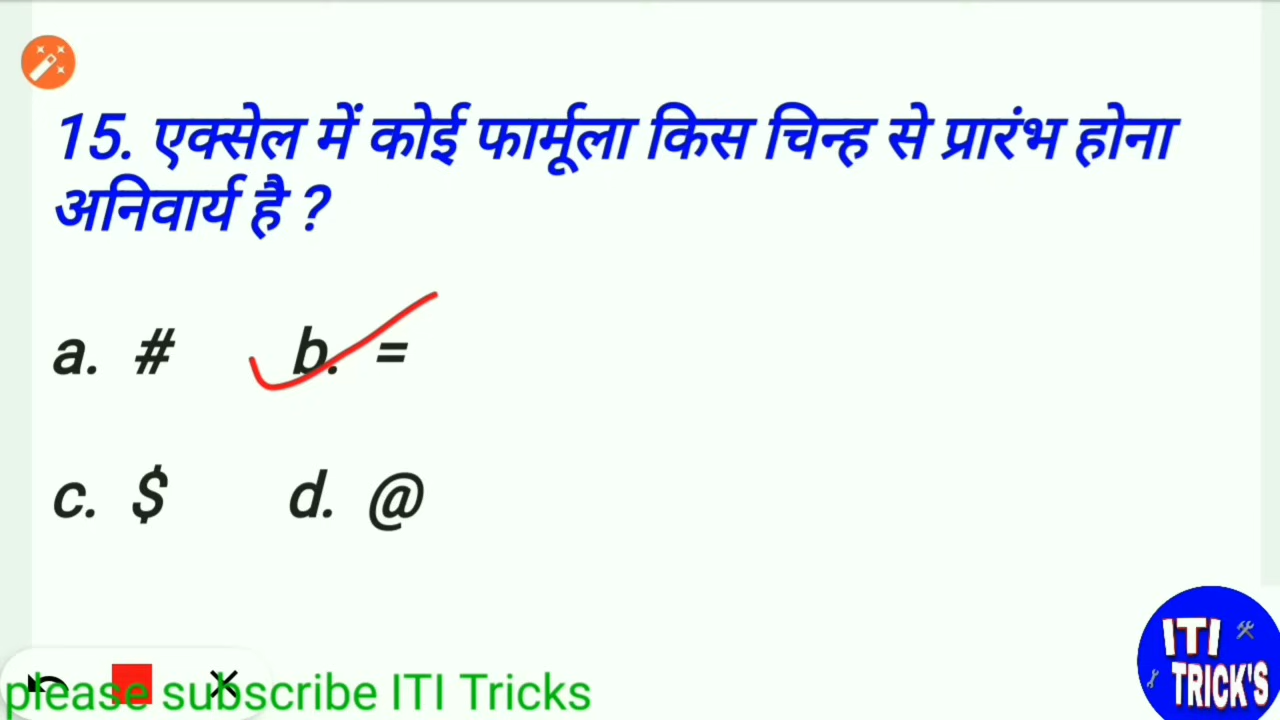 15. एक्सेल में कोई फार्मूला किस चिन्ह से प्रारंभ होना
अनिवार्य है ?
a. # b. =
c. $ d. @
ITI
TRICK'S
please subscribe ITI Tricks